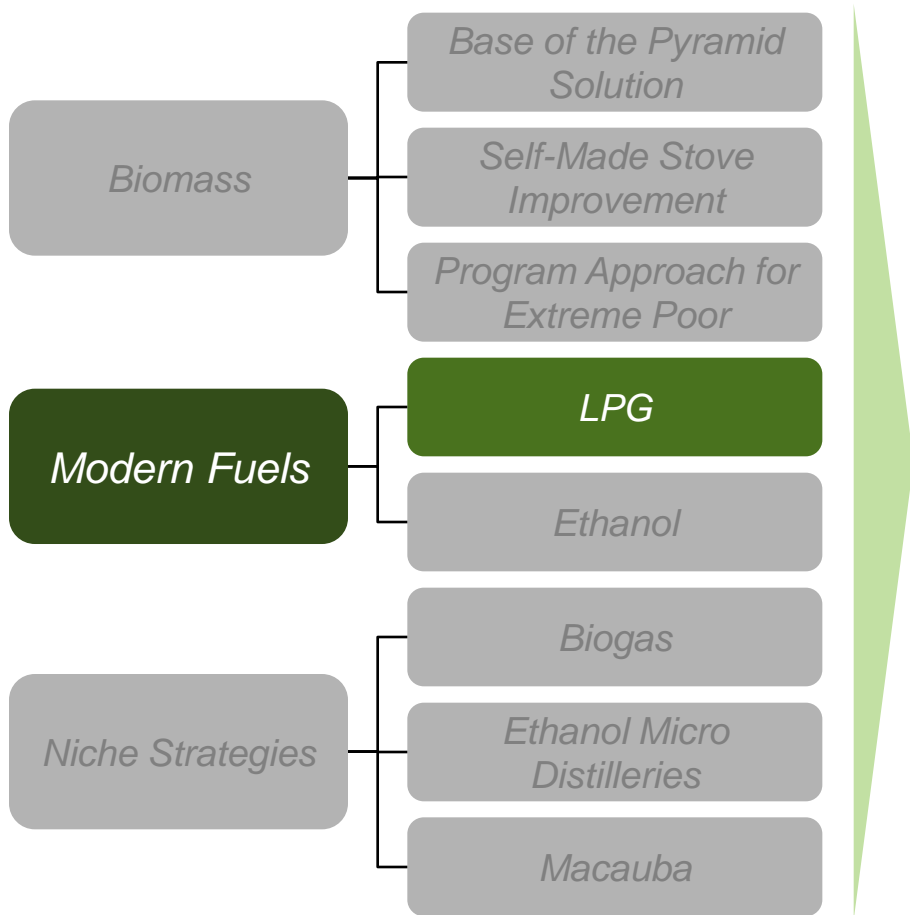 Biomass
Base of the Pyramid
Solution
Self-Made Stove
Improvement
Program Approach for
Extreme Poor
Modern Fuels
LPG
Ethanol
Niche Strategies
Biogas
Ethanol Micro
Distilleries
Macauba